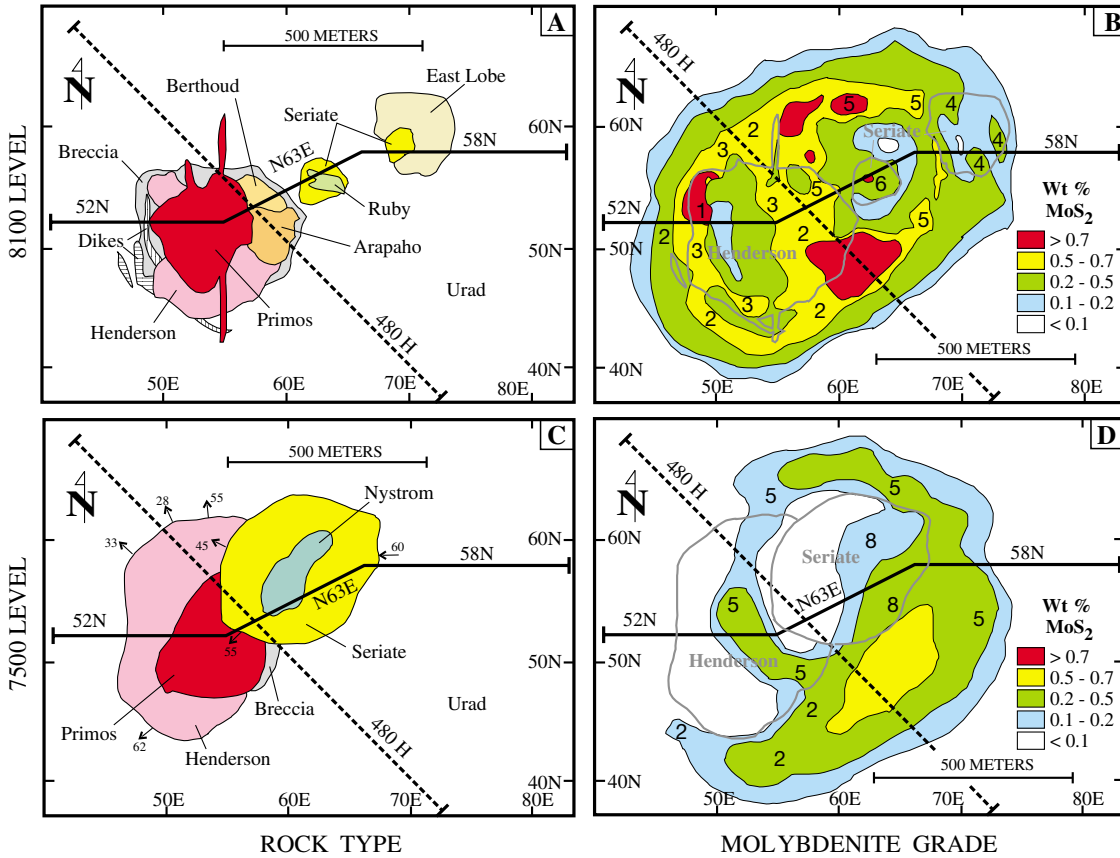 A
500 METERS
N
Berthoud
East Lobe
Seriate
60N
Breccia
N63E
58N
52N
Ruby
Dikes
Arapaho
50N
Urad
Henderson
Primos
480 H
40N
50E
60E
70E
80E
8100 LEVEL
B
480 H
N
5
4
60N
2
Seriate
58N
3
4
5
6
52N
1
3
5
2
50N
2
3
Henderson
2
3
2
500 METERS
40N
50E
60E
70E
Wt %
MoS2
> 0.7
0.5 - 0.7
0.2 - 0.5
0.1 - 0.2
< 0.1
C
500 METERS
N
Nystrom
28
55
33
45
60
60N
58N
N63E
52N
55
Seriate
50N
Breccia
Urad
Primos
62
Henderson
480 H
40N
50E
60E
70E
80E
7500 LEVEL
D
480 H
N
5
5
60N
8
58N
Seriate
N63E
5
8
5
52N
Henderson
5
50N
2
2
2
500 METERS
40N
50E
60E
70E
Wt %
MoS2
> 0.7
0.5 - 0.7
0.2 - 0.5
0.1 - 0.2
< 0.1
ROCK TYPE
MOLYBDENITE GRADE